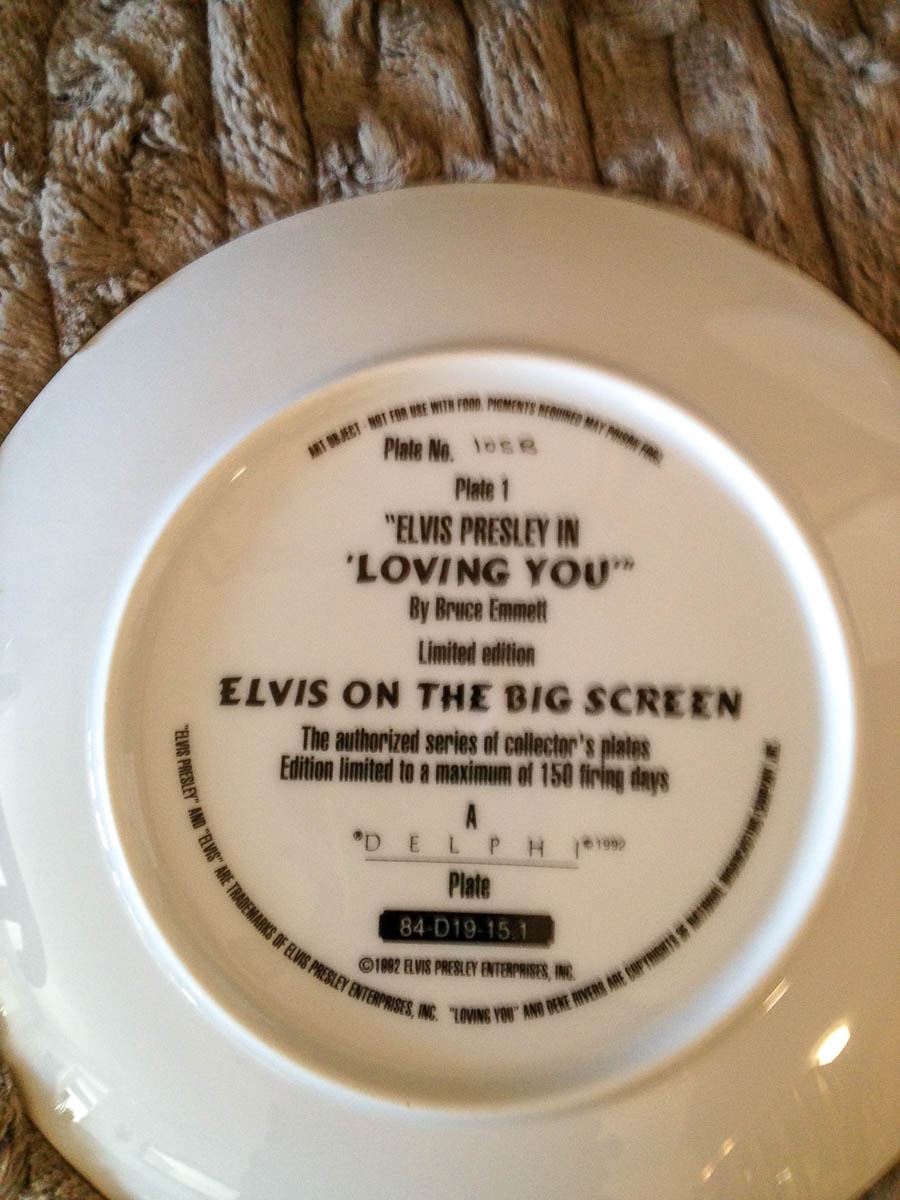 ART OBJECT - NOT FOR USE WITH FOOD. PIGMENTS REQUIRED MAY POISON FOOD.
Plate No. 105B
Plate 1
"ELVIS PRESLEY IN
'LOVING YOU'"
By Bruce Emmett
Limited edition
ELVIS ON THE BIG SCREEN
The authorized series of collector's plates
Edition limited to a maximum of 150 firing days
A
®DELPHI ©1992
Plate
84-D19-15.1
©1992 ELVIS PRESLEY ENTERPRISES, INC.
"ELVIS PRESLEY" AND "ELVIS" ARE TRADEMARKS OF ELVIS PRESLEY ENTERPRISES, INC. "LOVING YOU" AND DEKE RIVERS ARE COPYRIGHTS OF